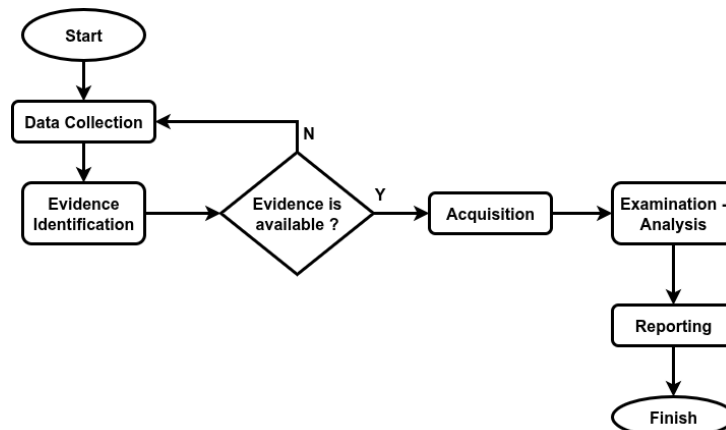 Start
Data Collection
N
Evidence
Identification
Evidence is
available ?
Y
Acquisition
Examination -
Analysis
Reporting
Finish